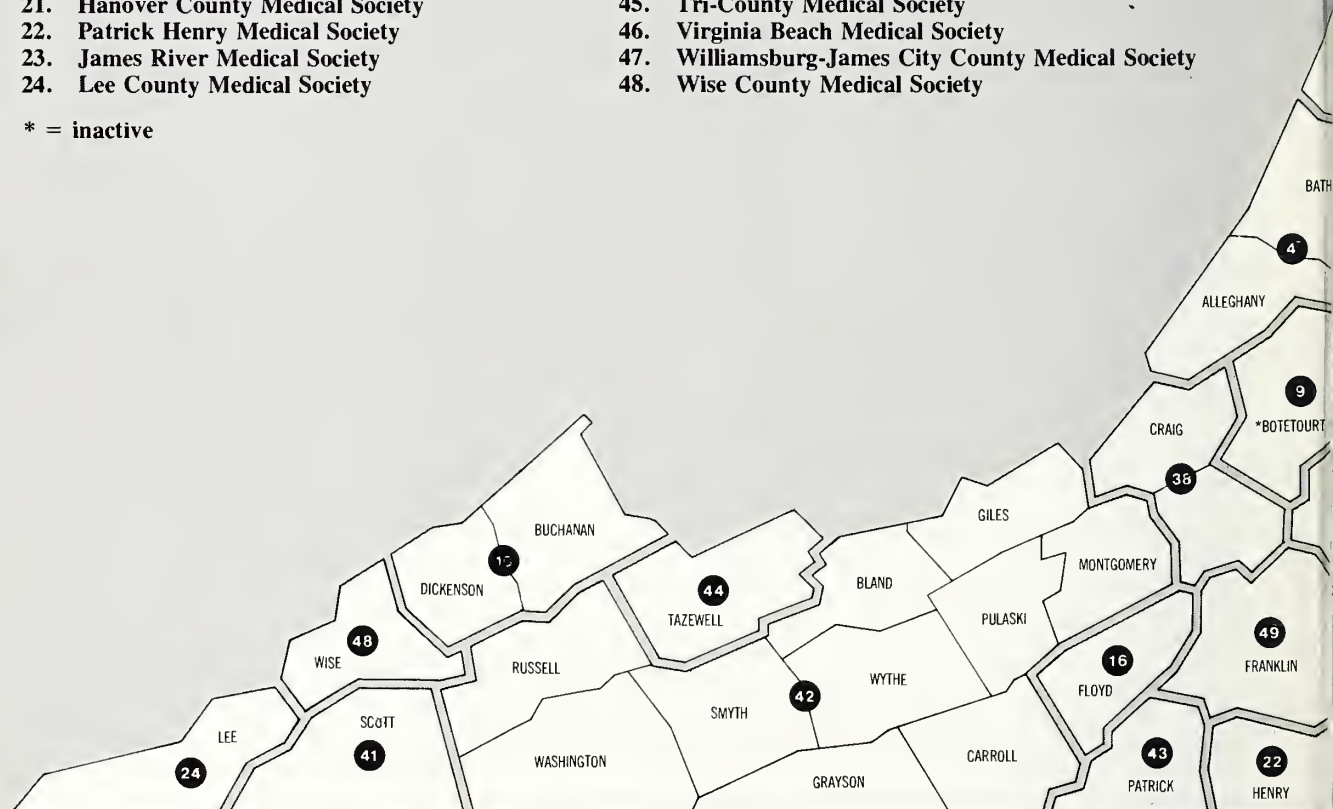 21. Hanover County Medical Society
22. Patrick Henry Medical Society
23. James River Medical Society
24. Lee County Medical Society
* = inactive
45. Tri-County Medical Society
46. Virginia Beach Medical Society
47. Williamsburg-James City County Medical Society
48. Wise County Medical Society
BATH
4
ALLEGHANY
9
*BOTETOURT
CRAIG
38
GILES
BUCHANAN
DICKENSON
44
TAZEWELL
BLAND
MONTGOMERY
PULASKI
48
WISE
RUSSELL
49
FRANKLIN
16
FLOYD
WYTHE
42
SMYTH
SCOTT
41
LEE
24
WASHINGTON
GRAYSON
CARROLL
43
PATRICK
22
HENRY